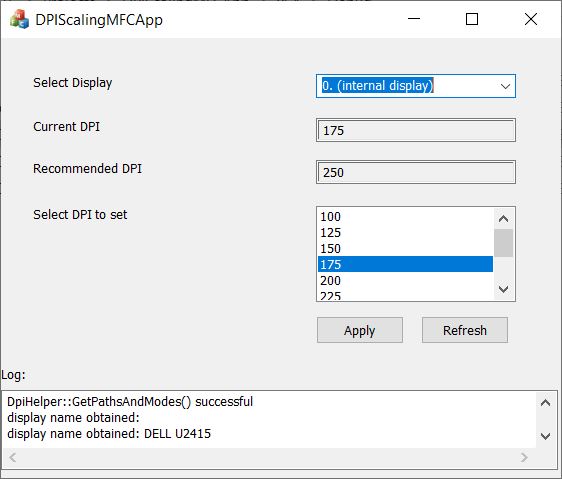 DPIScalingMFCApp
Select Display
0. (internal display)
Current DPI
175
Recommended DPI
250
Select DPI to set
100
125
150
175
200
225
Apply
Refresh
Log:
DpiHelper::GetPathsAndModes() successful
display name obtained:
display name obtained: DELL U2415